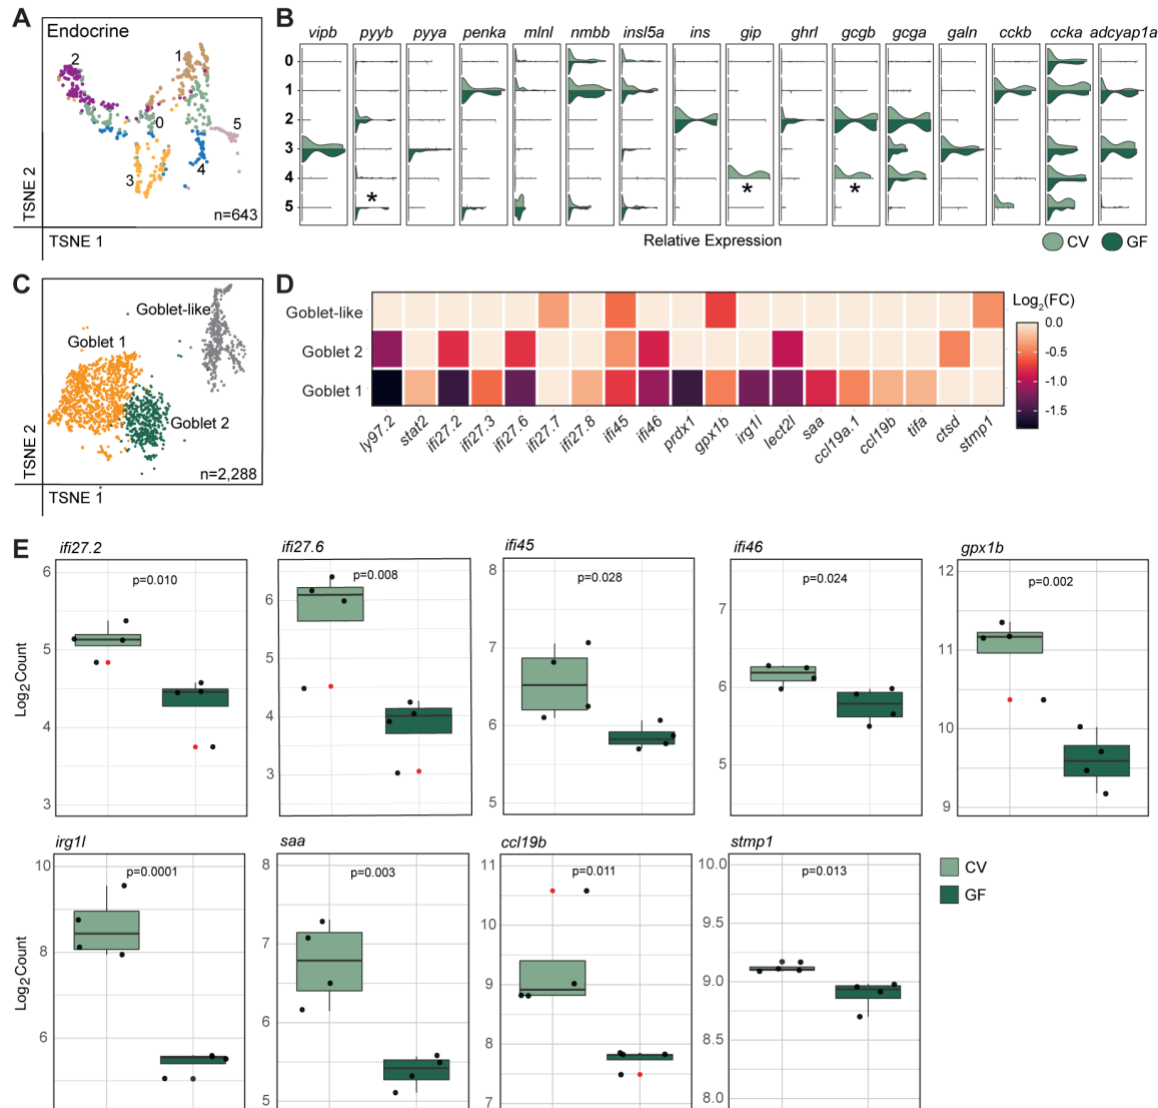 A
Endocrine
2
1
0
5
3
4
n=643
TSNE 2
TSNE 1
B
vipb pyyb pyya penka mlnl nmbb insl5a ins gip ghrl gcgb gcga galn cckb ccka adcyap1a
0
1
2
3
4
5
* * *
Relative Expression
CV GF
C
Goblet-like
Goblet 1
Goblet 2
n=2,288
TSNE 2
TSNE 1
D
Goblet-like
Goblet 2
Goblet 1
ly97.2 stat2 ifi27.2 ifi27.3 ifi27.6 ifi27.7 ifi27.8 ifi45 ifi46 prdx1 gpx1b irg1l lect2l saa ccl19a.1 ccl19b tifa ctsd stmp1
Log₂(FC)
0.0
-0.5
-1.0
-1.5
E
ifi27.2
p=0.010
6
5
4
3
Log₂Count
ifi27.6
p=0.008
6
5
4
3
ifi45
p=0.028
8
7
6
5
ifi46
p=0.024
7
6
5
gpx1b
p=0.002
12
11
10
9
irg1l
p=0.0001
10
8
6
Log₂Count
saa
p=0.003
8
7
6
5
ccl19b
p=0.011
11
10
9
8
7
stmp1
p=0.013
10.0
9.5
9.0
8.5
8.0
CV
GF